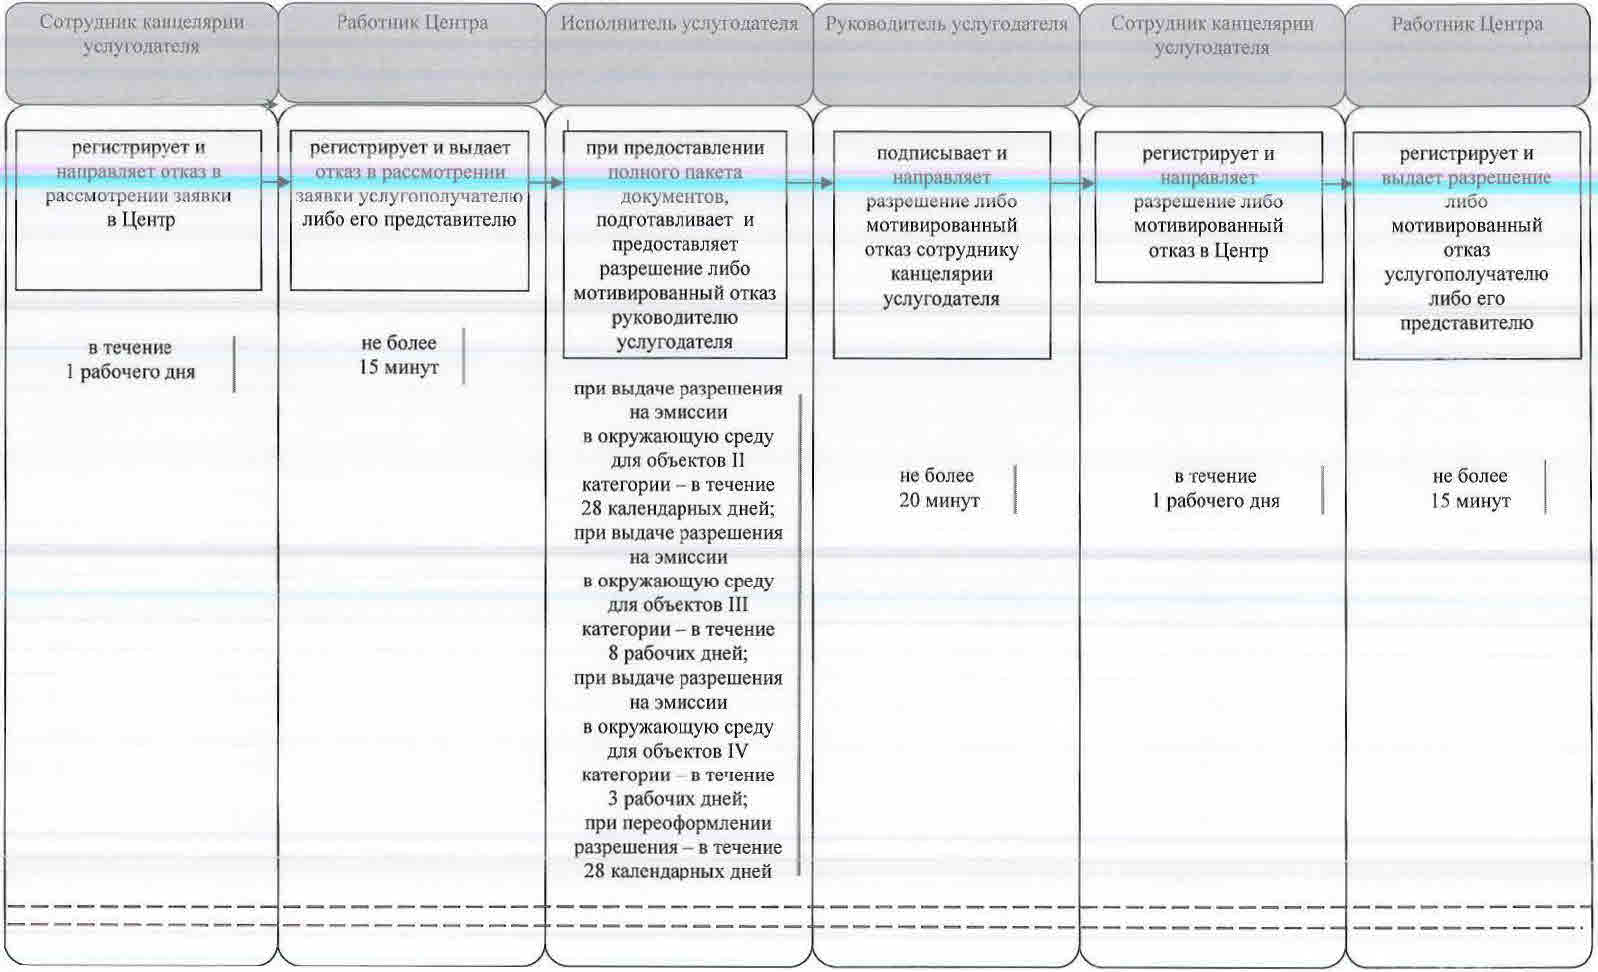 Сотрудник канцелярии
услугодателя
Работник Центра
Исполнитель услугодателя
Руководитель услугодателя
Сотрудник канцелярии
услугодателя
Работник Центра
регистрирует и
направляет отказ в
рассмотрении заявки
в Центр
в течение
1 рабочего дня
регистрирует и выдает
отказ в рассмотрении
заявки услугополучателю
либо его представителю
не более
15 минут
при предоставлении
полного пакета
документов,
подготавливает и
предоставляет
разрешение либо
мотивированный отказ
руководителю
услугодателя
при выдаче разрешения
на эмиссии
в окружающую среду
для объектов II
категории – в течение
28 календарных дней;
при выдаче разрешения
на эмиссии
в окружающую среду
для объектов III
категории – в течение
8 рабочих дней;
при выдаче разрешения
на эмиссии
в окружающую среду
для объектов IV
категории – в течение
3 рабочих дней;
при переоформлении
разрешения – в течение
28 календарных дней
подписывает и
направляет
разрешение либо
мотивированный
отказ сотруднику
канцелярии
услугодателя
не более
20 минут
регистрирует и
направляет
разрешение либо
мотивированный
отказ в Центр
в течение
1 рабочего дня
регистрирует и
выдает разрешение
либо
мотивированный
отказ
услугополучателю
либо его
представителю
не более
15 минут